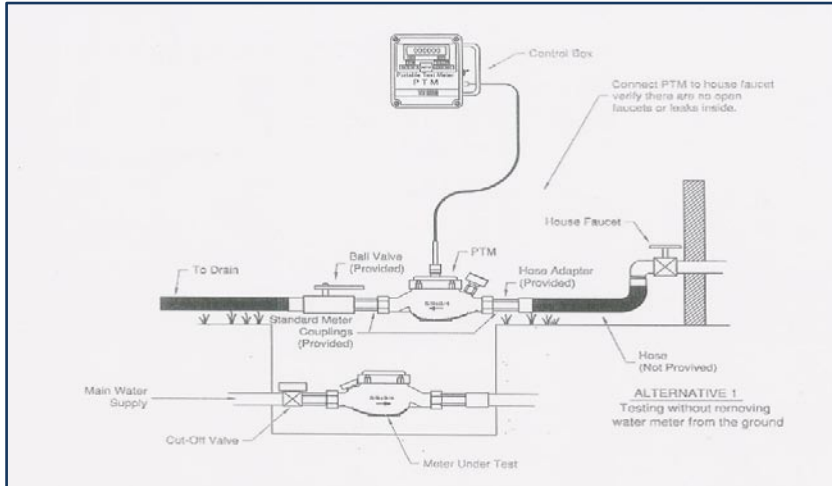 000000
Portable Test Meter
PTM
Control Box
Connect PTM to house faucet
verify there are no open
faucets or leaks inside.
House Faucet
Ball Valve
(Provided)
PTM
To Drain
Hose Adapter
(Provided)
Standard Meter
Couplings
(Provided)
Hose
(Not Provived)
Main Water
Supply
ALTERNATIVE 1
Testing without removing
water meter from the ground
Cut-Off Valve
Meter Under Test